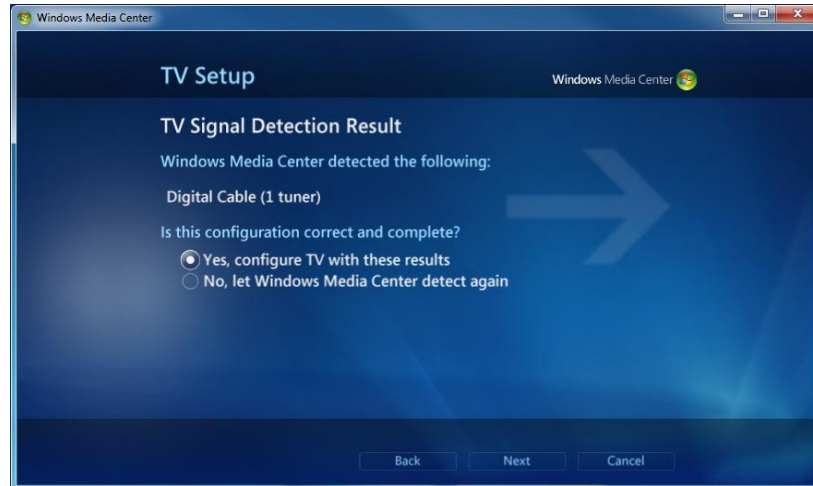 Windows Media Center
TV Setup
Windows Media Center
TV Signal Detection Result
Windows Media Center detected the following:
Digital Cable (1 tuner)
Is this configuration correct and complete?
Yes, configure TV with these results
No, let Windows Media Center detect again
Back Next Cancel